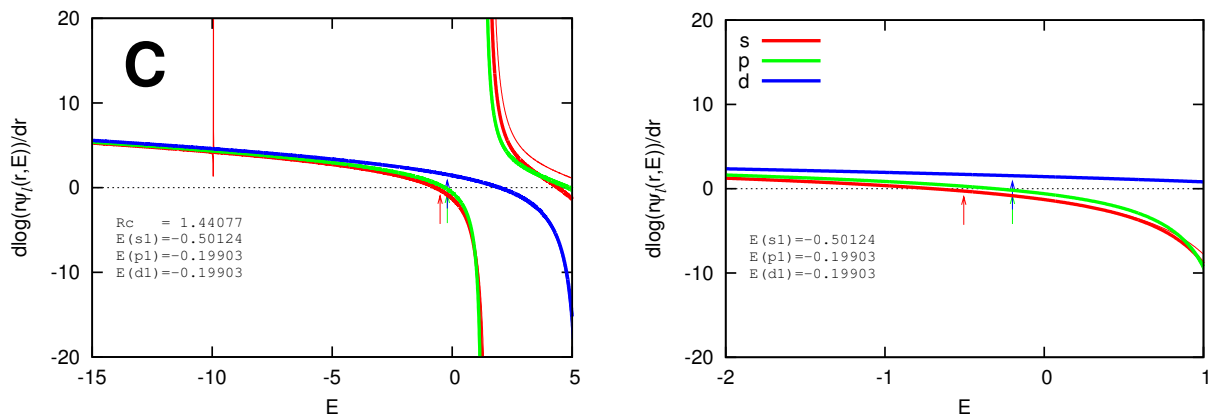 C
20
10
0
-10
-20
-15
-10
-5
0
5
E
dlog(rψl(r,E))/dr
Rc = 1.44077
E(s1)=-0.50124
E(p1)=-0.19903
E(d1)=-0.19903
s
p
d
20
10
0
-10
-20
-2
-1
0
1
E
dlog(rψl(r,E))/dr
E(s1)=-0.50124
E(p1)=-0.19903
E(d1)=-0.19903